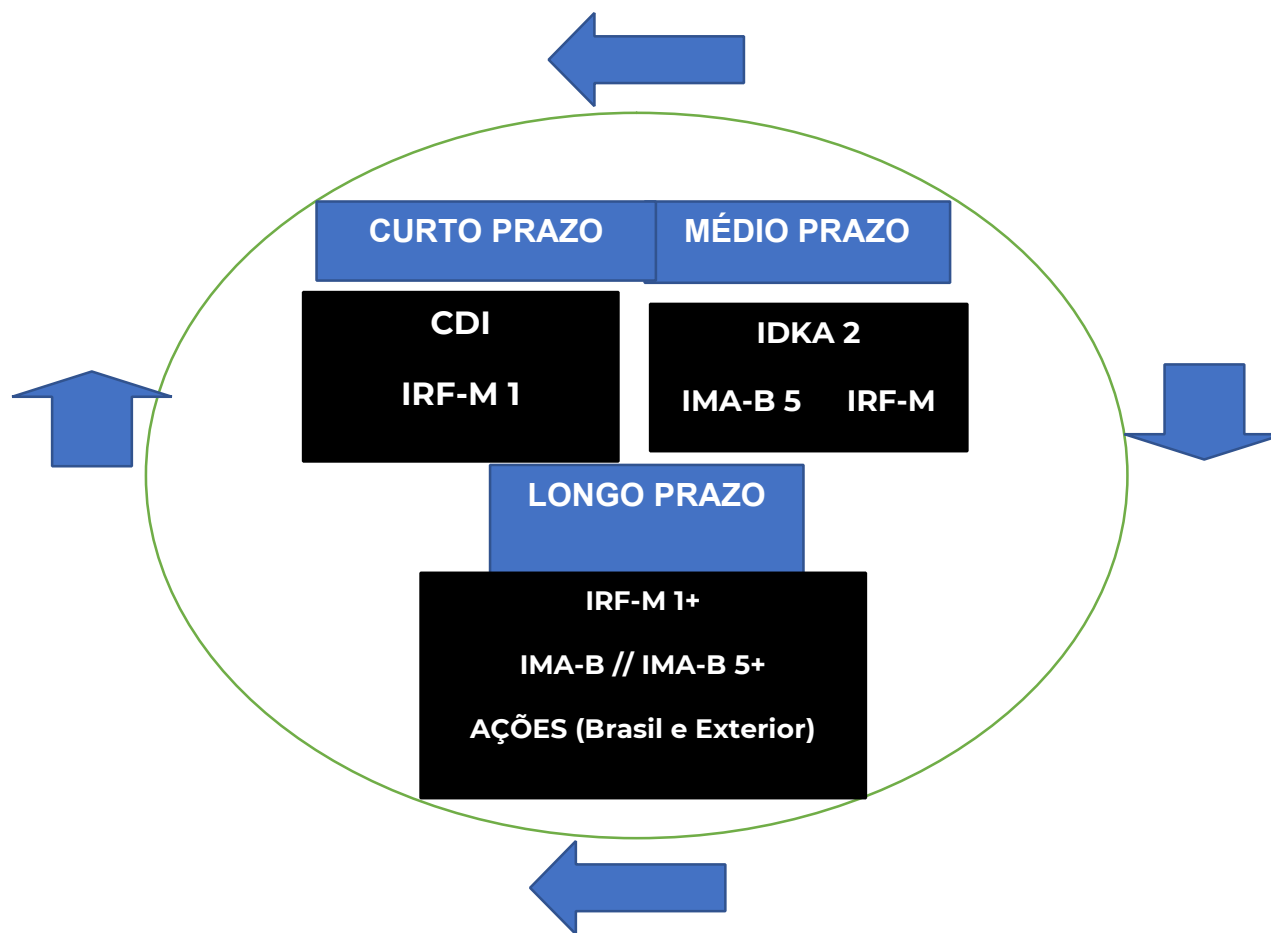 CURTO PRAZO
MÉDIO PRAZO
CDI
IRF-M 1
IDKA 2
IMA-B 5 IRF-M
LONGO PRAZO
IRF-M 1+
IMA-B // IMA-B 5+
AÇÕES (Brasil e Exterior)